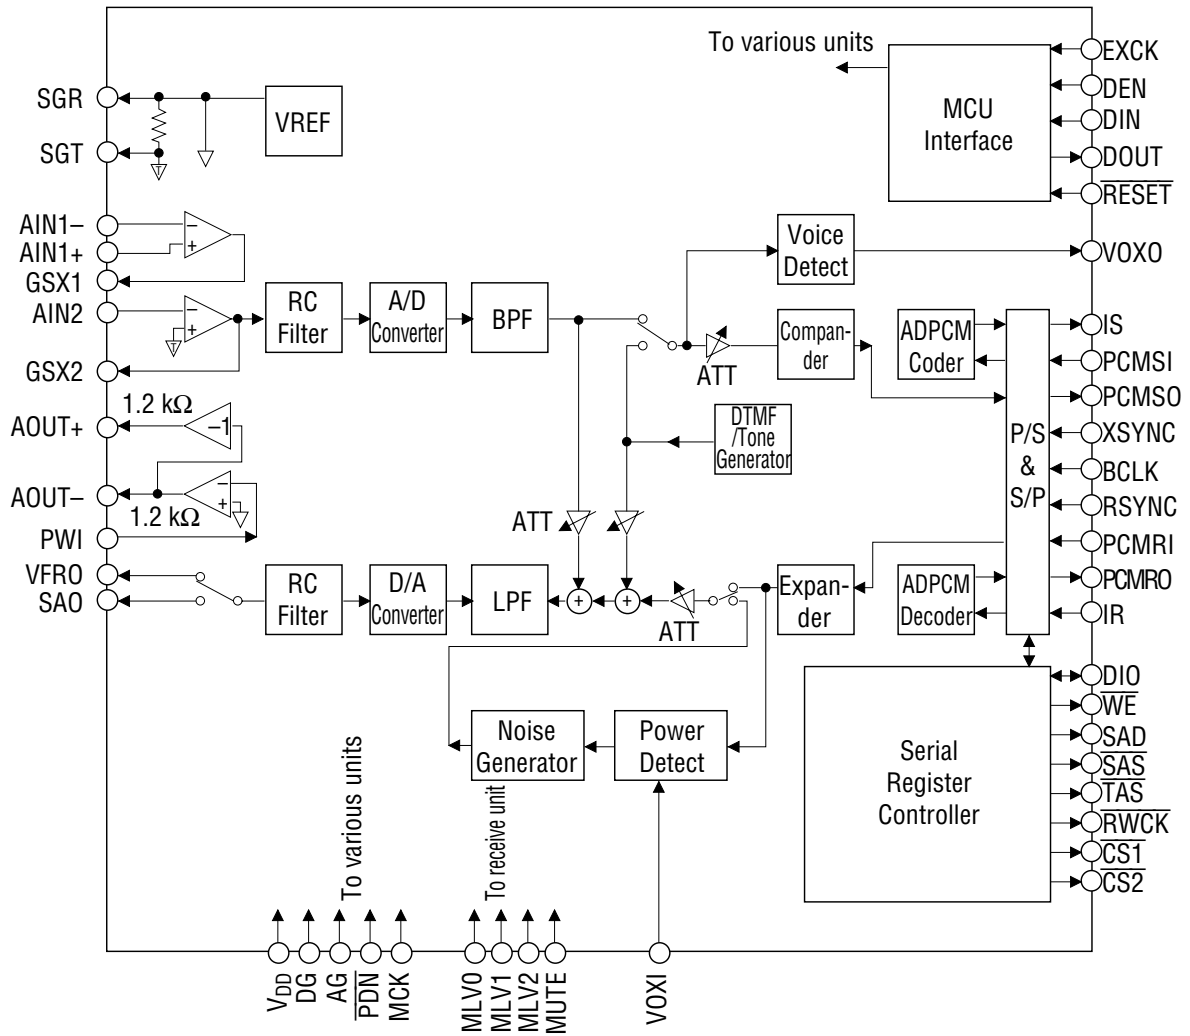 To various units
EXCK
DEN
DIN
DOUT
RESET
MCU
Interface
SGR
SGT
VREF
AIN1–
AIN1+
GSX1
AIN2
GSX2
Voice
Detect
VOXO
RC
Filter
A/D
Converter
BPF
ATT
Compan-
der
ADPCM
Coder
IS
PCMSI
PCMSO
XSYNC
BCLK
RSYNC
PCMRI
PCMRO
IR
P/S
&
S/P
1.2 kΩ
AOUT+
–1
AOUT–
1.2 kΩ
PWI
DTMF
/Tone
Generator
ATT
VFRO
SAO
RC
Filter
D/A
Converter
LPF
+
+
ATT
Expan-
der
ADPCM
Decoder
Noise
Generator
Power
Detect
Serial
Register
Controller
DIO
WE
SAD
SAS
TAS
RWCK
CS1
CS2
To various units
To receive unit
VDD
DG
AG
PDN
MCK
MLV0
MLV1
MLV2
MUTE
VOXI